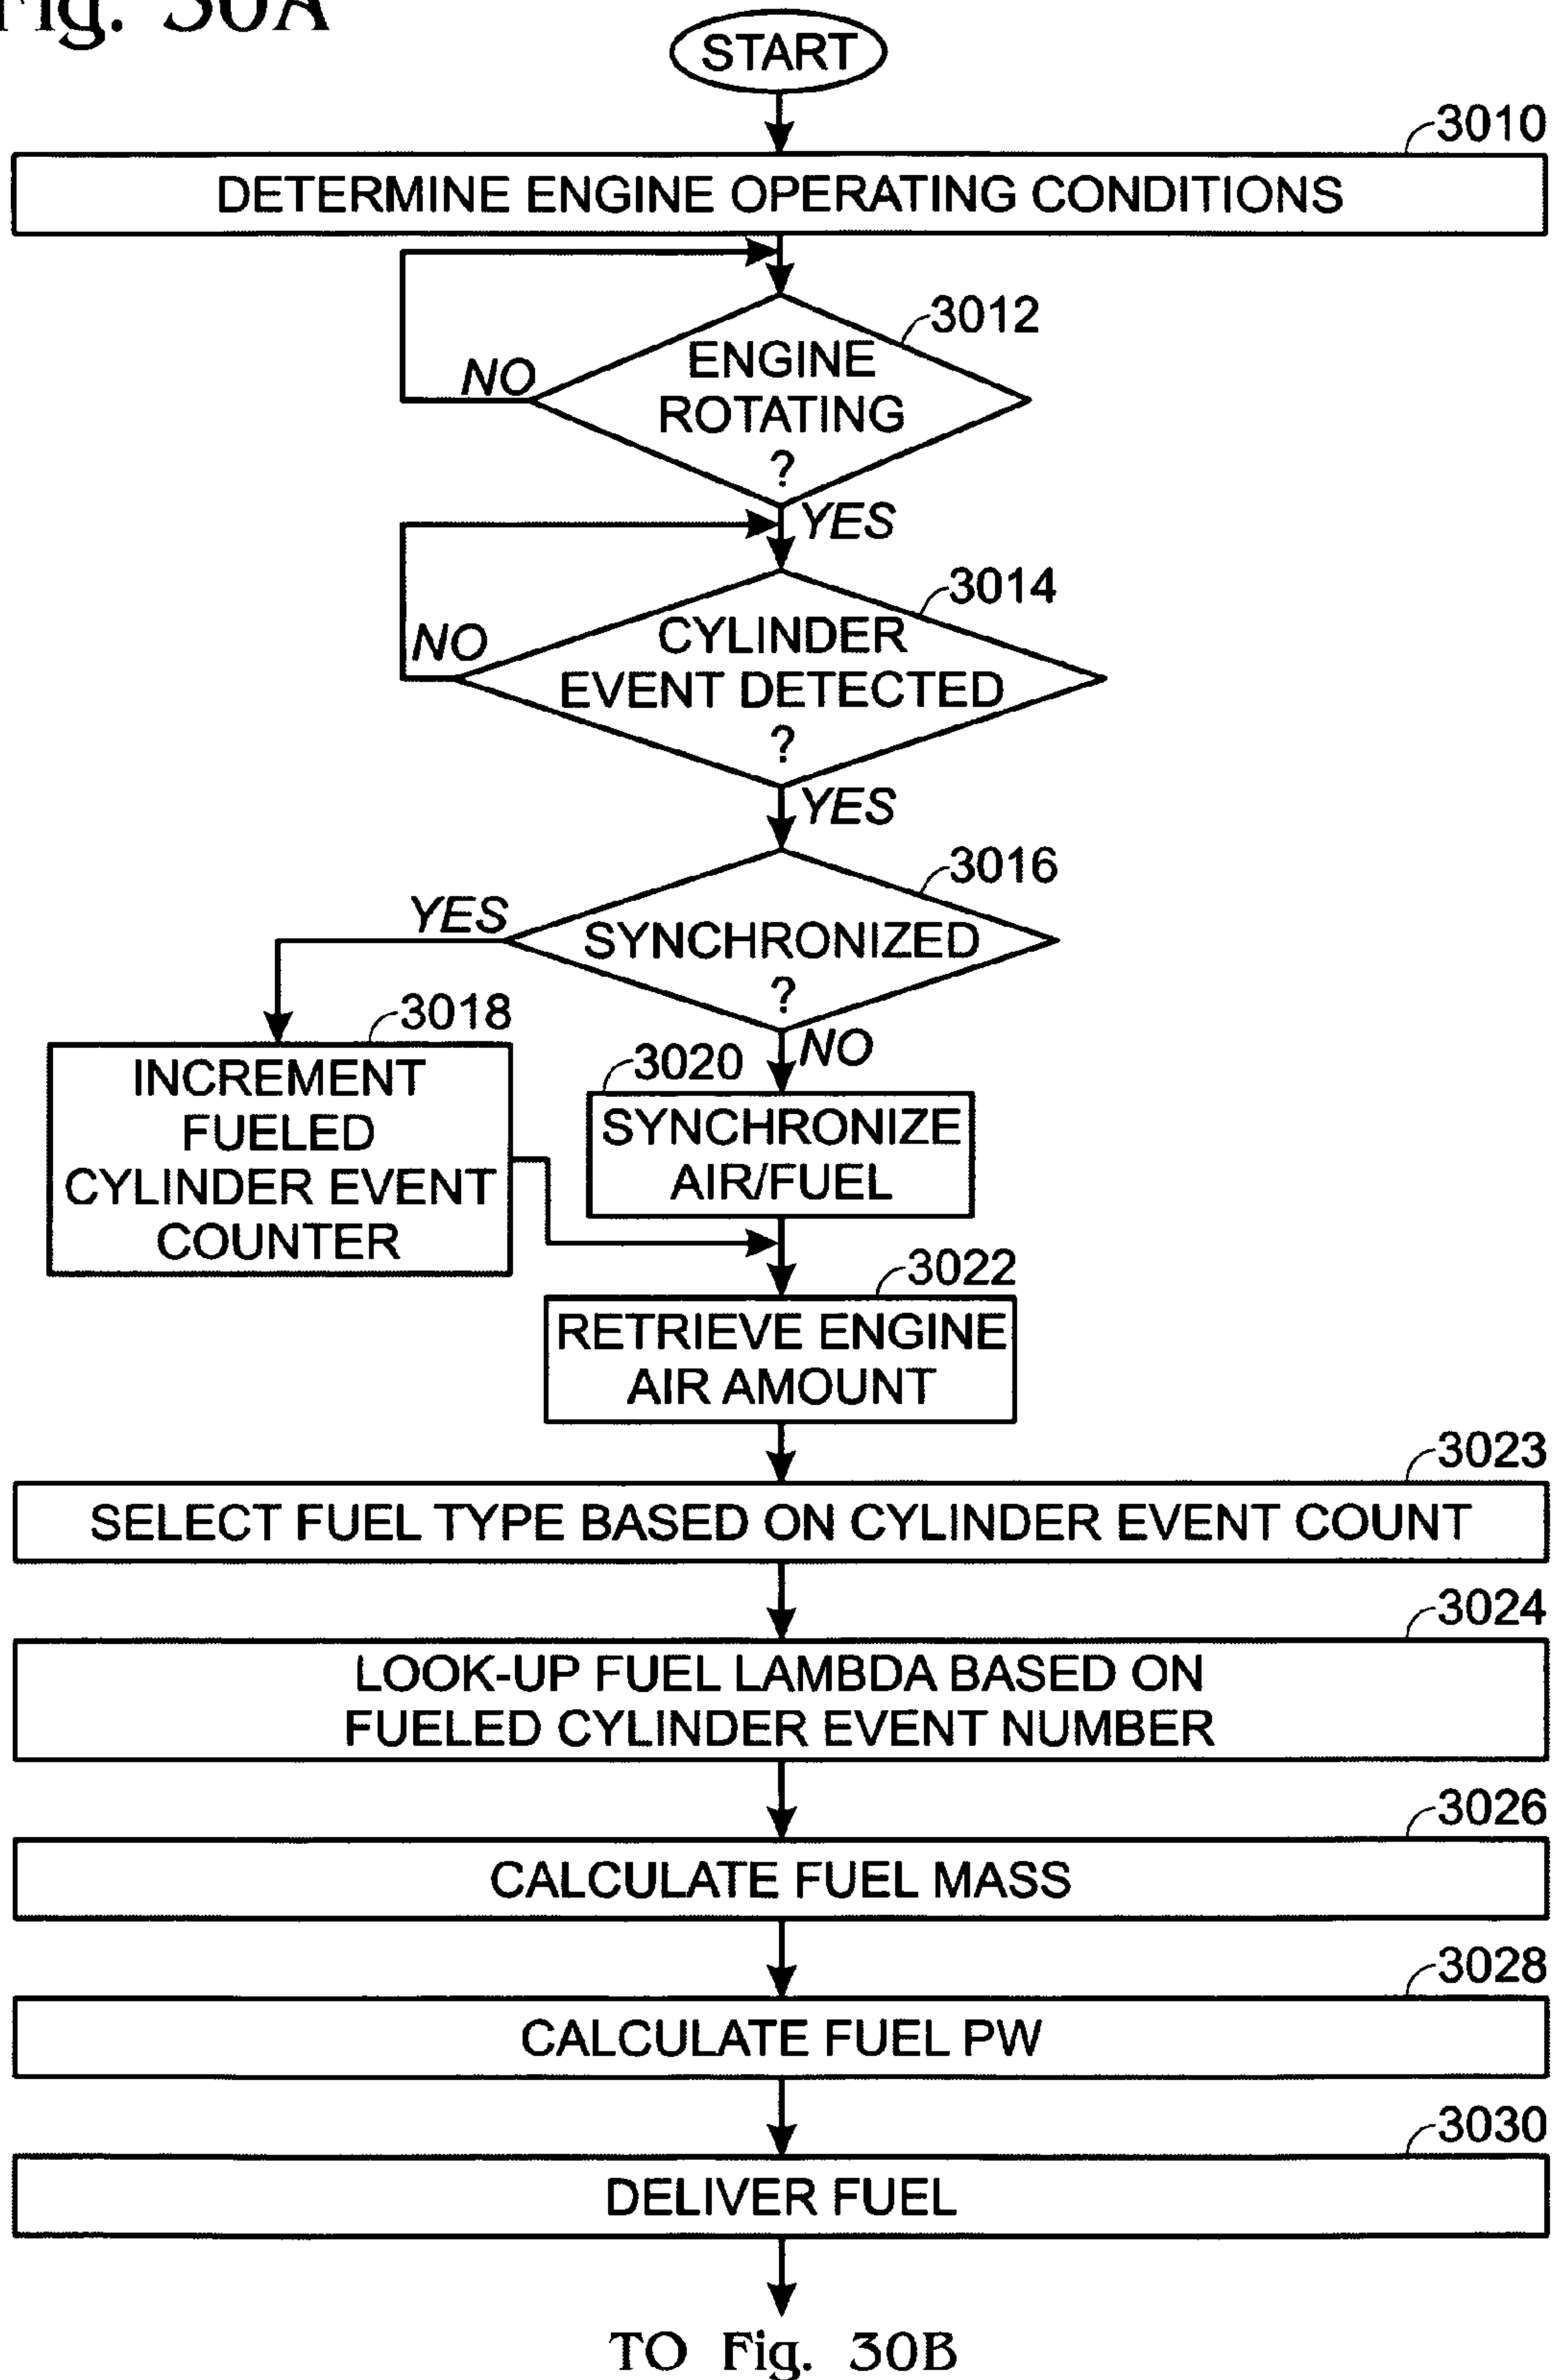 Fig. 30A
START
3010
DETERMINE ENGINE OPERATING CONDITIONS
3012
ENGINE
ROTATING
?
NO
YES
3014
CYLINDER
EVENT DETECTED
?
NO
YES
3016
SYNCHRONIZED
?
YES
NO
3018
INCREMENT
FUELED
CYLINDER EVENT
COUNTER
3020
SYNCHRONIZE
AIR/FUEL
3022
RETRIEVE ENGINE
AIR AMOUNT
3023
SELECT FUEL TYPE BASED ON CYLINDER EVENT COUNT
3024
LOOK-UP FUEL LAMBDA BASED ON
FUELED CYLINDER EVENT NUMBER
3026
CALCULATE FUEL MASS
3028
CALCULATE FUEL PW
3030
DELIVER FUEL
TO Fig. 30B